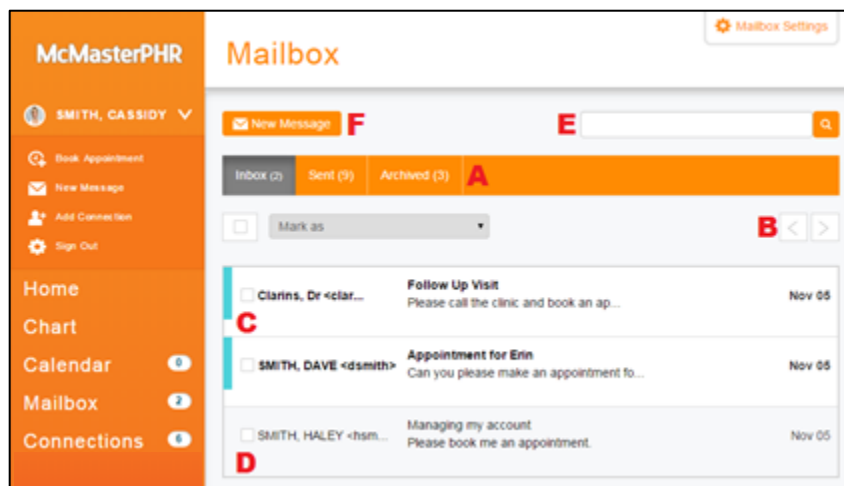 McMasterPHR
SMITH, CASSIDY
Book Appointment
New Message
Add Connection
Sign Out
Home
Chart
Calendar 0
Mailbox 2
Connections 6
Mailbox Settings
Mailbox
New Message F
E
Inbox (2) Sent (9) Archived (3) A
Mark as B < >
Clarins, Dr <clar... Follow Up Visit Nov 05
Please call the clinic and book an ap...
C
SMITH, DAVE <dsmith> Appointment for Erin Nov 05
Can you please make an appointment fo...
SMITH, HALEY <hsm... Managing my account Nov 05
Please book me an appointment.
D